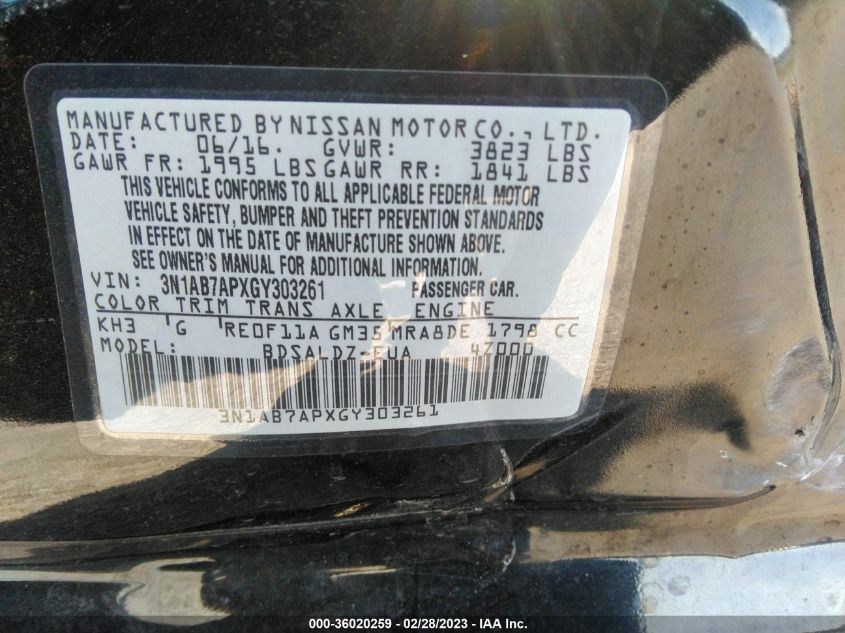 MANUFACTURED BY NISSAN MOTOR CO., LTD.
DATE: 06/16. GVWR: 3823 LBS
GAWR FR: 1995 LBS GAWR RR: 1841 LBS
THIS VEHICLE CONFORMS TO ALL APPLICABLE FEDERAL MOTOR
VEHICLE SAFETY, BUMPER AND THEFT PREVENTION STANDARDS
IN EFFECT ON THE DATE OF MANUFACTURE SHOWN ABOVE.
SEE OWNER'S MANUAL FOR ADDITIONAL INFORMATION.
VIN: 3N1AB7APXGY303261 PASSENGER CAR.
COLOR TRIM TRANS AXLE ENGINE
KH3 G RE0F11A GM35 MRA8DE 1798 CC
MODEL: BDSALDZ-EUA 4Z000
3N1AB7APXGY303261
000-36020259 - 02/28/2023 - IAA Inc.